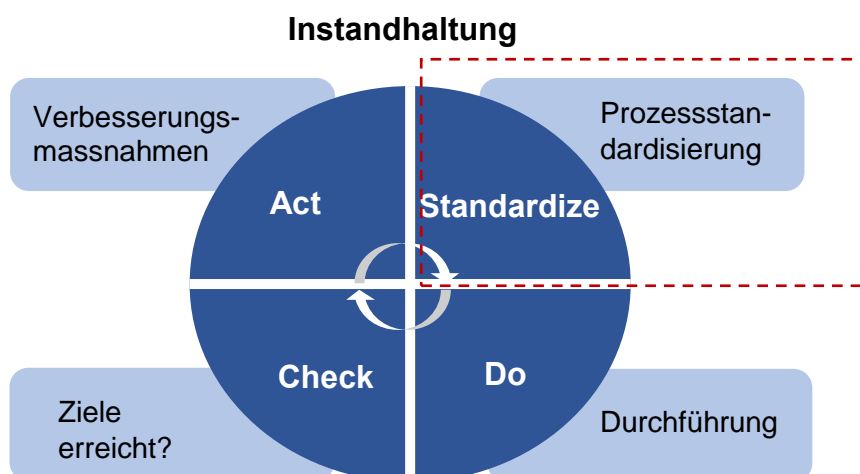 Instandhaltung
Verbesserungs-
massnahmen
Prozessstan-
dardisierung
Act
Standardize
Check
Do
Ziele
erreicht?
Durchführung